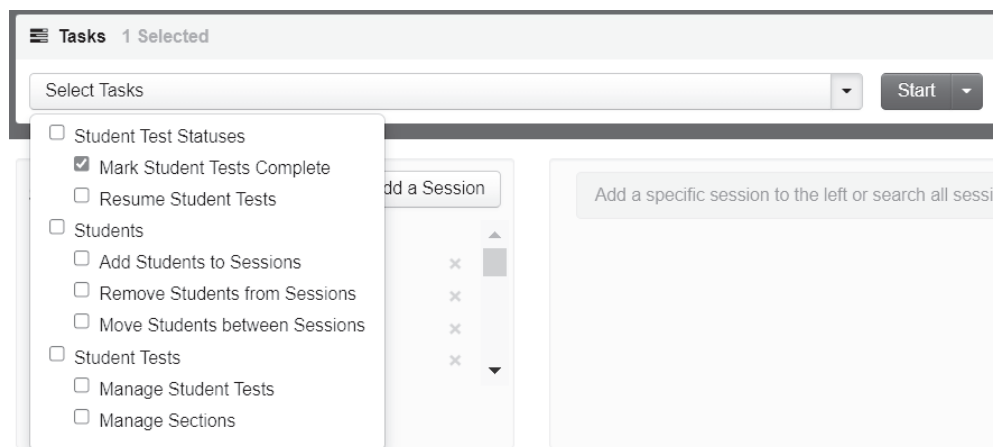 Tasks 1 Selected
Select Tasks
Start
Student Test Statuses
Mark Student Tests Complete
Resume Student Tests
Students
Add Students to Sessions
Remove Students from Sessions
Move Students between Sessions
Student Tests
Manage Student Tests
Manage Sections
dd a Session
Add a specific session to the left or search all sessi